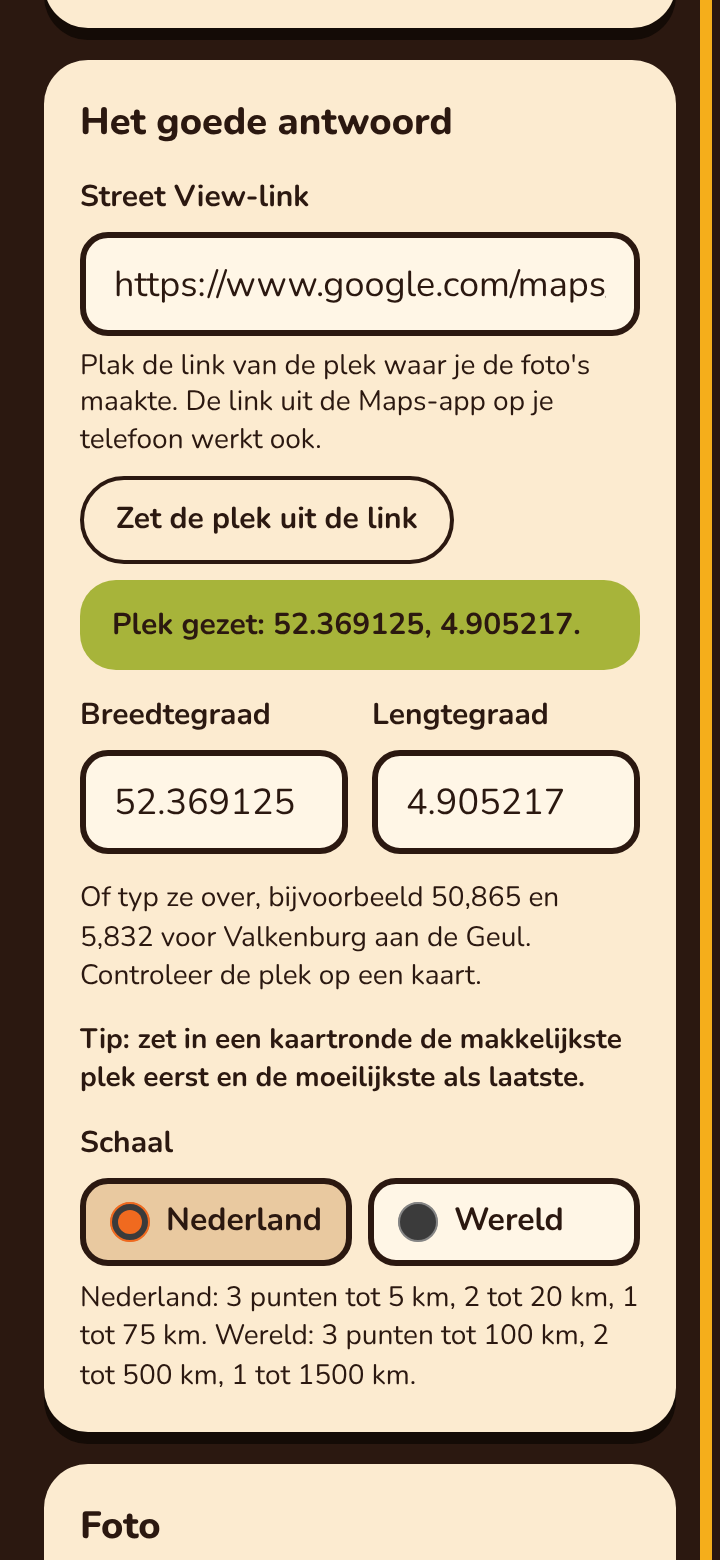 Het goede antwoord
Street View-link
https://www.google.com/maps
Plak de link van de plek waar je de foto's
maakte. De link uit de Maps-app op je
telefoon werkt ook.
Zet de plek uit de link
Plek gezet: 52.369125, 4.905217.
Breedtegraad Lengtegraad
52.369125 4.905217
Of typ ze over, bijvoorbeeld 50,865 en
5,832 voor Valkenburg aan de Geul.
Controleer de plek op een kaart.
Tip: zet in een kaartronde de makkelijkste
plek eerst en de moeilijkste als laatste.
Schaal
Nederland Wereld
Nederland: 3 punten tot 5 km, 2 tot 20 km, 1
tot 75 km. Wereld: 3 punten tot 100 km, 2
tot 500 km, 1 tot 1500 km.
Foto